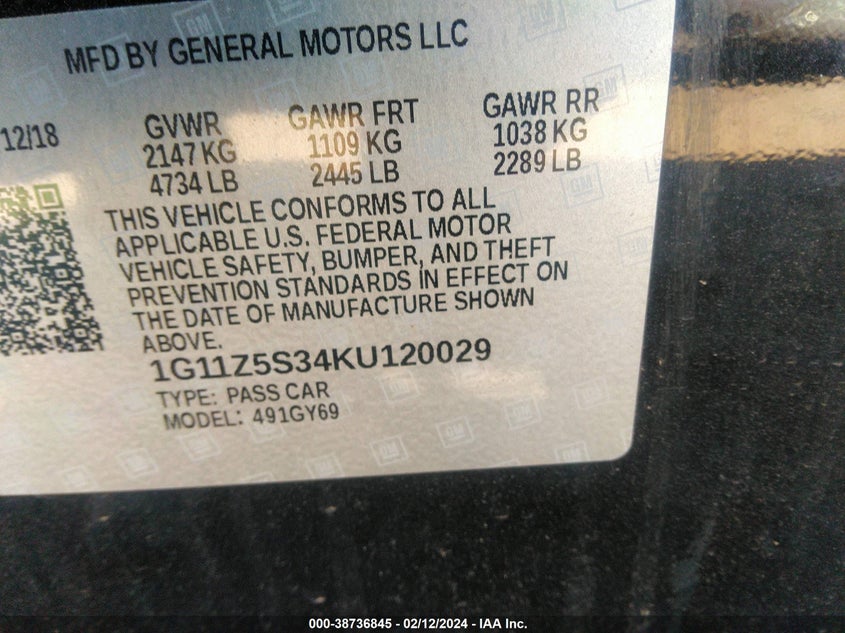 MFD BY GENERAL MOTORS LLC
12/18 GVWR GAWR FRT GAWR RR
2147 KG 1109 KG 1038 KG
4734 LB 2445 LB 2289 LB
THIS VEHICLE CONFORMS TO ALL
APPLICABLE U.S. FEDERAL MOTOR
VEHICLE SAFETY, BUMPER, AND THEFT
PREVENTION STANDARDS IN EFFECT ON
THE DATE OF MANUFACTURE SHOWN
ABOVE.
1G11Z5S34KU120029
TYPE: PASS CAR
MODEL: 491GY69
000-38736845 - 02/12/2024 - IAA Inc.